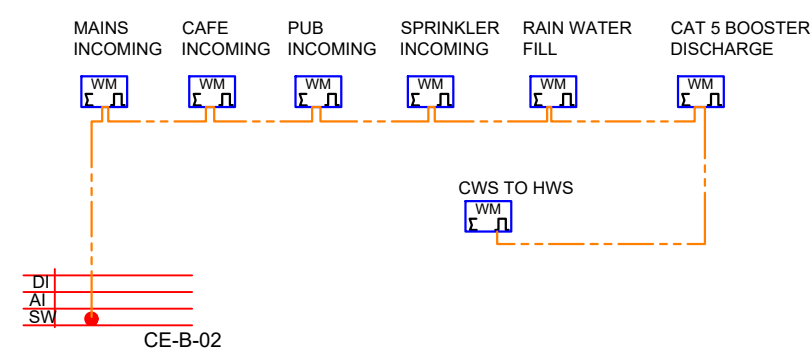 MAINS INCOMING
CAFE INCOMING
PUB INCOMING
SPRINKLER INCOMING
RAIN WATER FILL
CAT 5 BOOSTER DISCHARGE
WM
Σ
WM
Σ
WM
Σ
WM
Σ
WM
Σ
WM
Σ
CWS TO HWS
WM
Σ
DI
AI
SW
CE-B-02